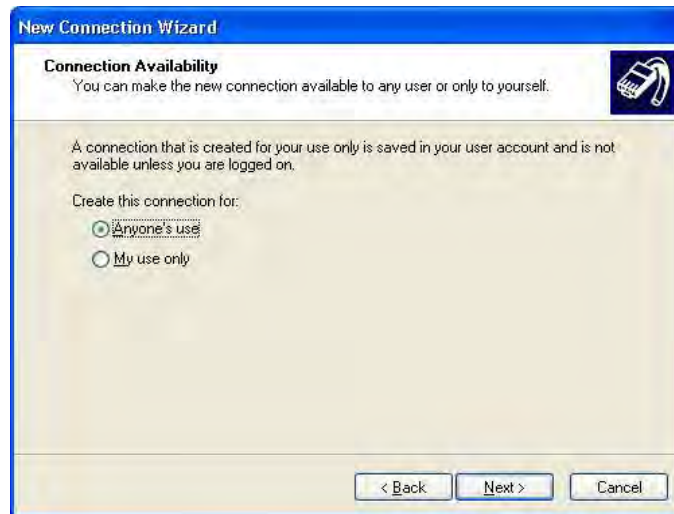 New Connection Wizard
Connection Availability
You can make the new connection available to any user or only to yourself.
A connection that is created for your use only is saved in your user account and is not
available unless you are logged on.
Create this connection for:
Anyone's use
My use only
< Back
Next >
Cancel